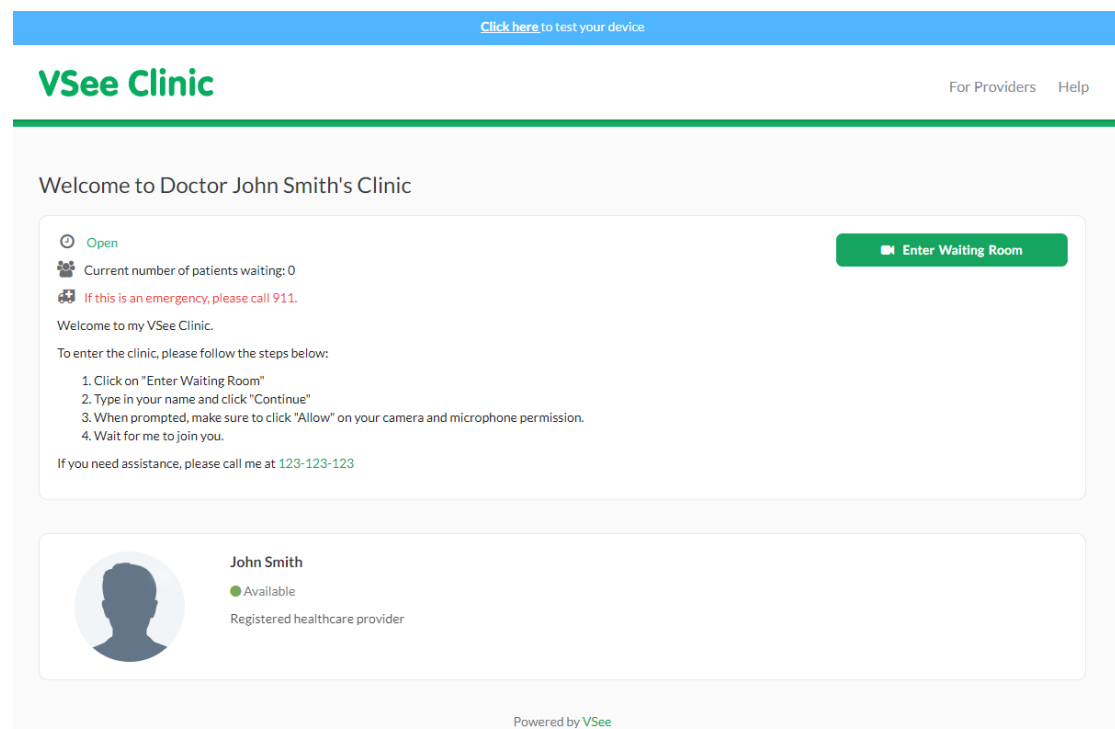 Click here to test your device
VSee Clinic
For Providers Help
Welcome to Doctor John Smith's Clinic
Open
Enter Waiting Room
Current number of patients waiting: 0
If this is an emergency, please call 911.
Welcome to my VSee Clinic.
To enter the clinic, please follow the steps below:
1. Click on "Enter Waiting Room"
2. Type in your name and click "Continue"
3. When prompted, make sure to click "Allow" on your camera and microphone permission.
4. Wait for me to join you.
If you need assistance, please call me at 123-123-123
John Smith
Available
Registered healthcare provider
Powered by VSee